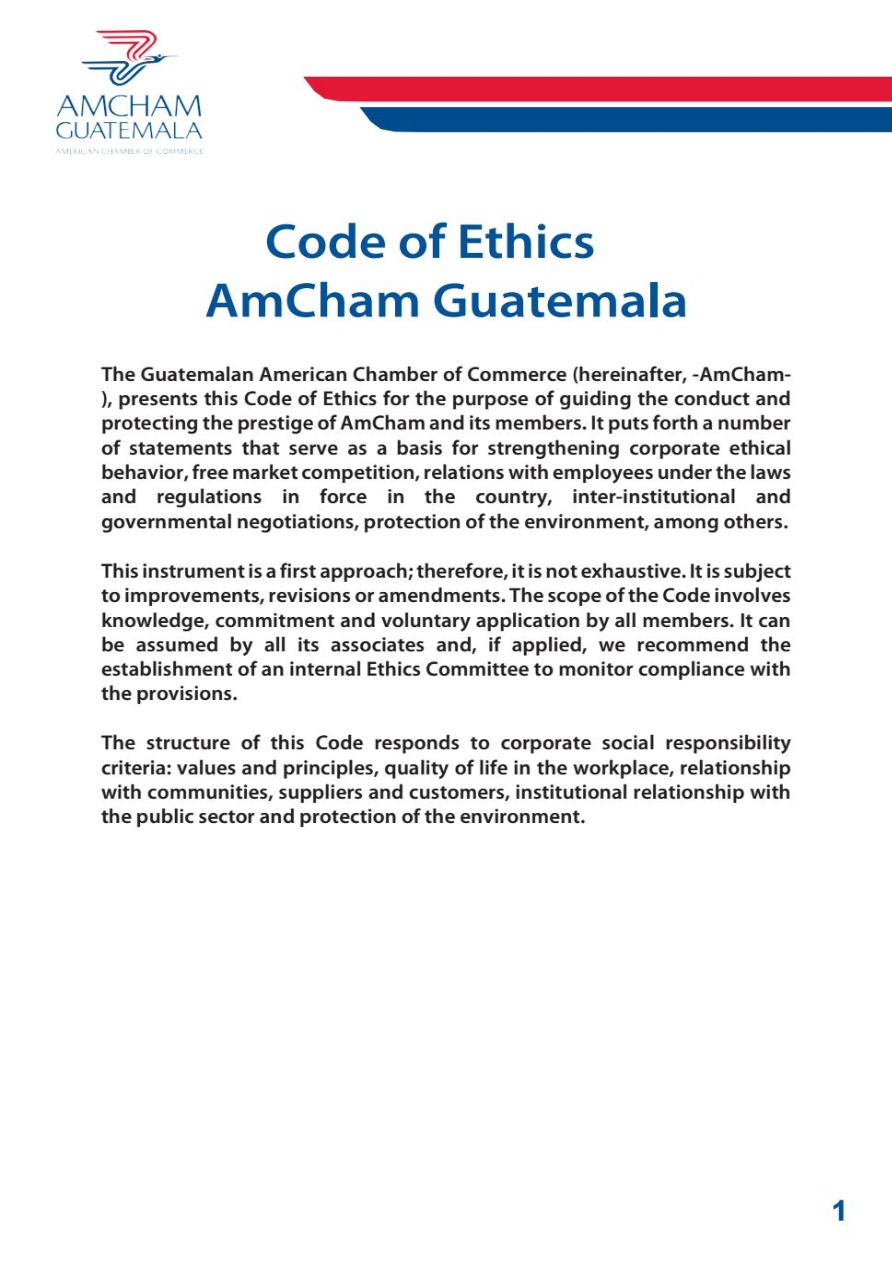 AMCHAM
GUATEMALA
AMERICAN CHAMBER OF COMMERCE
Code of Ethics
AmCham Guatemala
The Guatemalan American Chamber of Commerce (hereinafter, -AmCham-
), presents this Code of Ethics for the purpose of guiding the conduct and
protecting the prestige of AmCham and its members. It puts forth a number
of statements that serve as a basis for strengthening corporate ethical
behavior, free market competition, relations with employees under the laws
and regulations in force in the country, inter-institutional and
governmental negotiations, protection of the environment, among others.
This instrument is a first approach; therefore, it is not exhaustive. It is subject
to improvements, revisions or amendments. The scope of the Code involves
knowledge, commitment and voluntary application by all members. It can
be assumed by all its associates and, if applied, we recommend the
establishment of an internal Ethics Committee to monitor compliance with
the provisions.
The structure of this Code responds to corporate social responsibility
criteria: values and principles, quality of life in the workplace, relationship
with communities, suppliers and customers, institutional relationship with
the public sector and protection of the environment.
1